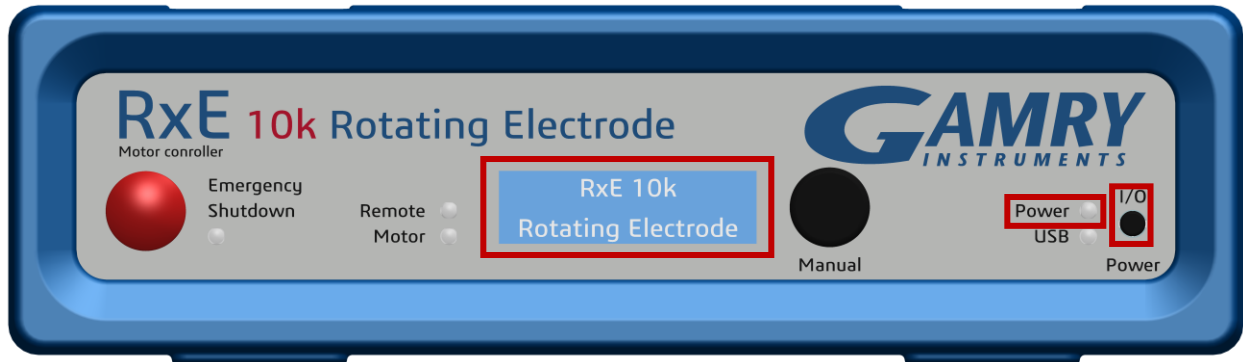 RxE 10k Rotating Electrode
Motor conroller
GAMRY
INSTRUMENTS
Emergency
Shutdown
Remote
Motor
RxE 10k
Rotating Electrode
Manual
Power
USB
I/O
Power